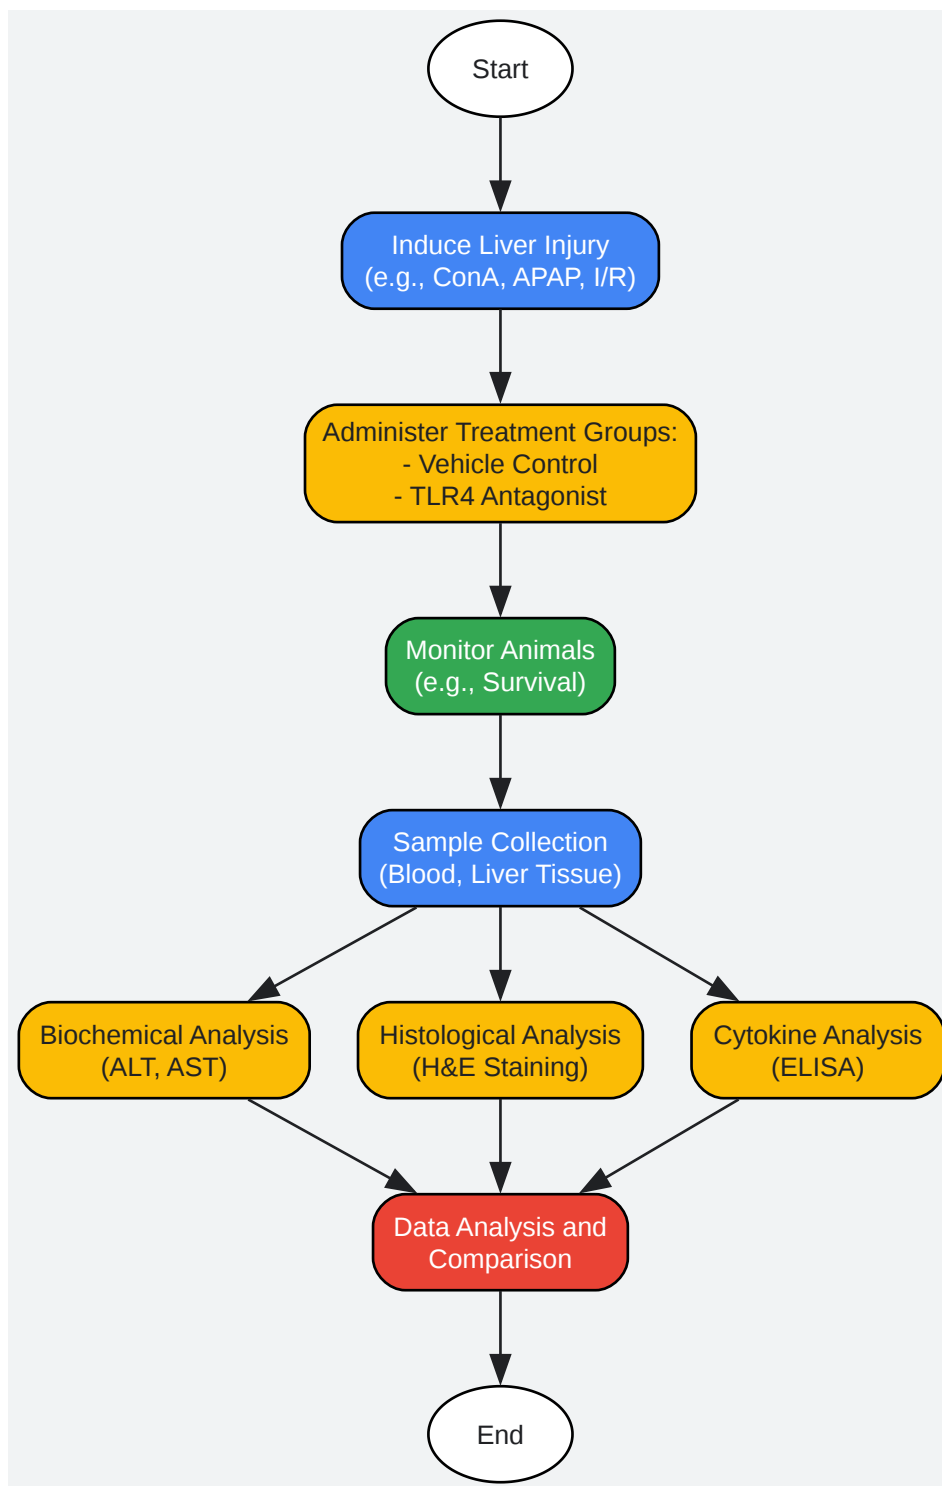 Start
Induce Liver Injury
(e.g., ConA, APAP, I/R)
Administer Treatment Groups:
- Vehicle Control
- TLR4 Antagonist
Monitor Animals
(e.g., Survival)
Sample Collection
(Blood, Liver Tissue)
Biochemical Analysis
(ALT, AST)
Histological Analysis
(H&E Staining)
Cytokine Analysis
(ELISA)
Data Analysis and
Comparison
End